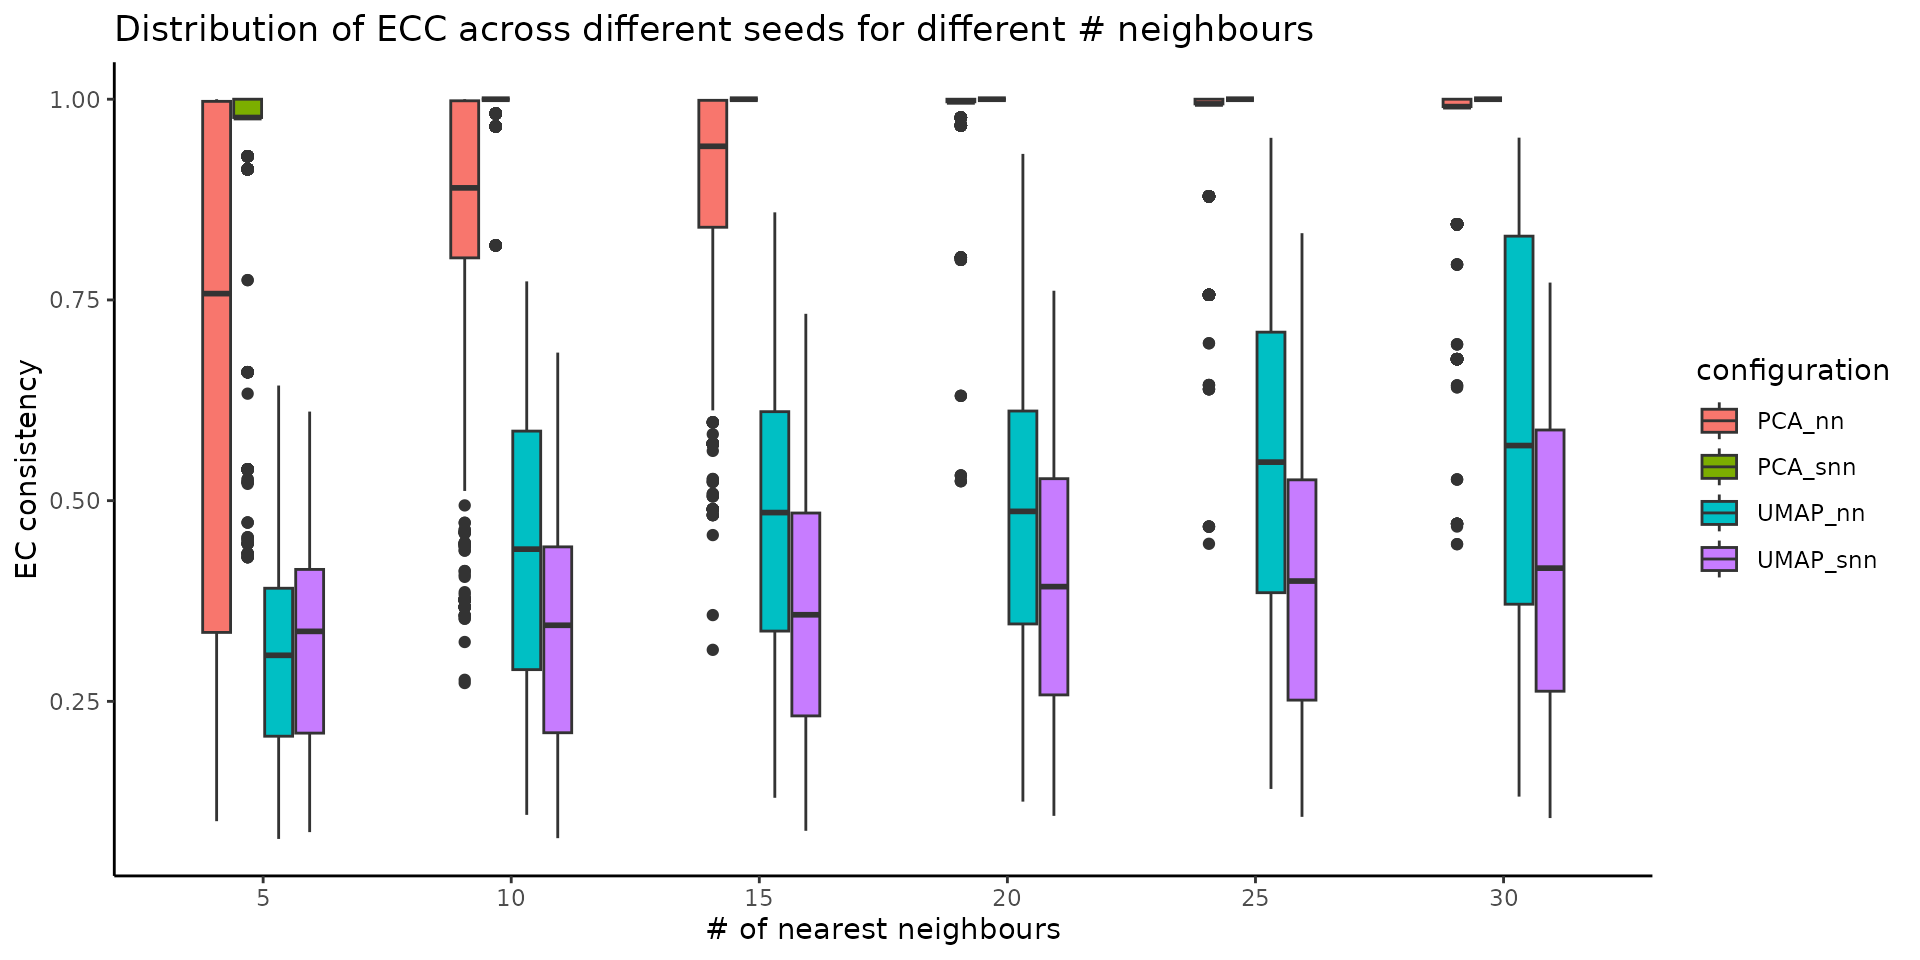 Distribution of ECC across different seeds for different # neighbours
EC consistency
1.00
0.75
0.50
0.25
5 10 15 20 25 30
# of nearest neighbours
configuration
PCA_nn
PCA_snn
UMAP_nn
UMAP_snn